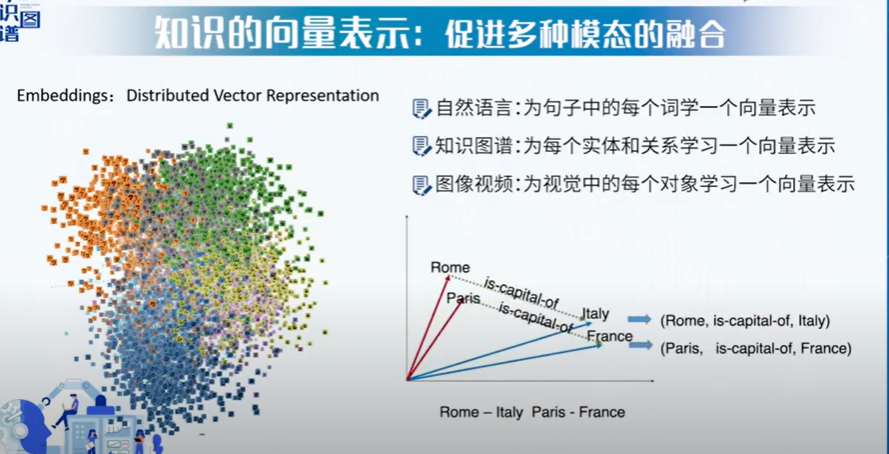 识图
谱
知识的向量表示：促进多种模态的融合
Embeddings： Distributed Vector Representation
自然语言：为句子中的每个词学一个向量表示
知识图谱：为每个实体和关系学习一个向量表示
图像视频：为视觉中的每个对象学习一个向量表示
Rome
is-capital-of
Paris
is-capital-of
Italy
France
(Rome, is-capital-of, Italy)
(Paris, is-capital-of, France)
Rome – Italy Paris - France